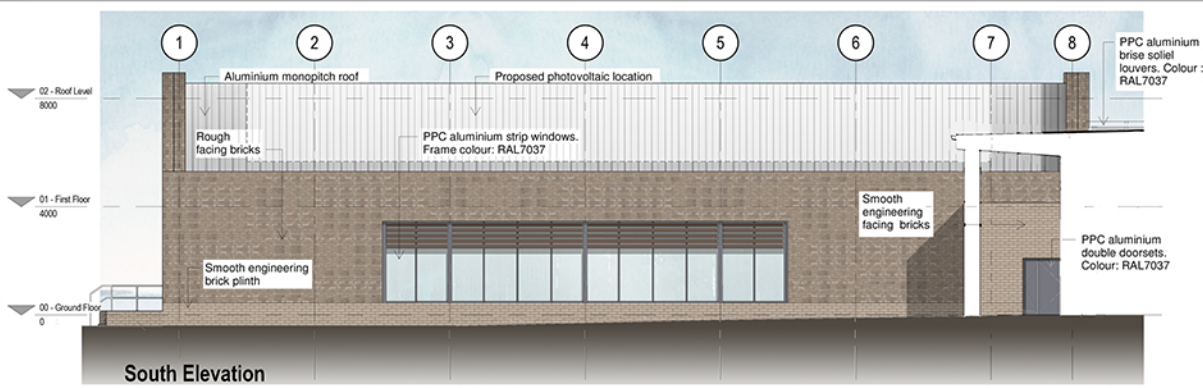 1
2
3
4
5
6
7
8
PPC aluminium
brise soliel
louvers. Colour :
RAL7037
Aluminium monopitch roof
Proposed photovoltaic location
02 - Roof Level
8000
Rough
facing bricks
PPC aluminium strip windows.
Frame colour: RAL7037
01 - First Floor
4000
Smooth
engineering
facing bricks
PPC aluminium
double doorsets.
Colour: RAL7037
Smooth engineering
brick plinth
00 - Ground Floor
0
South Elevation